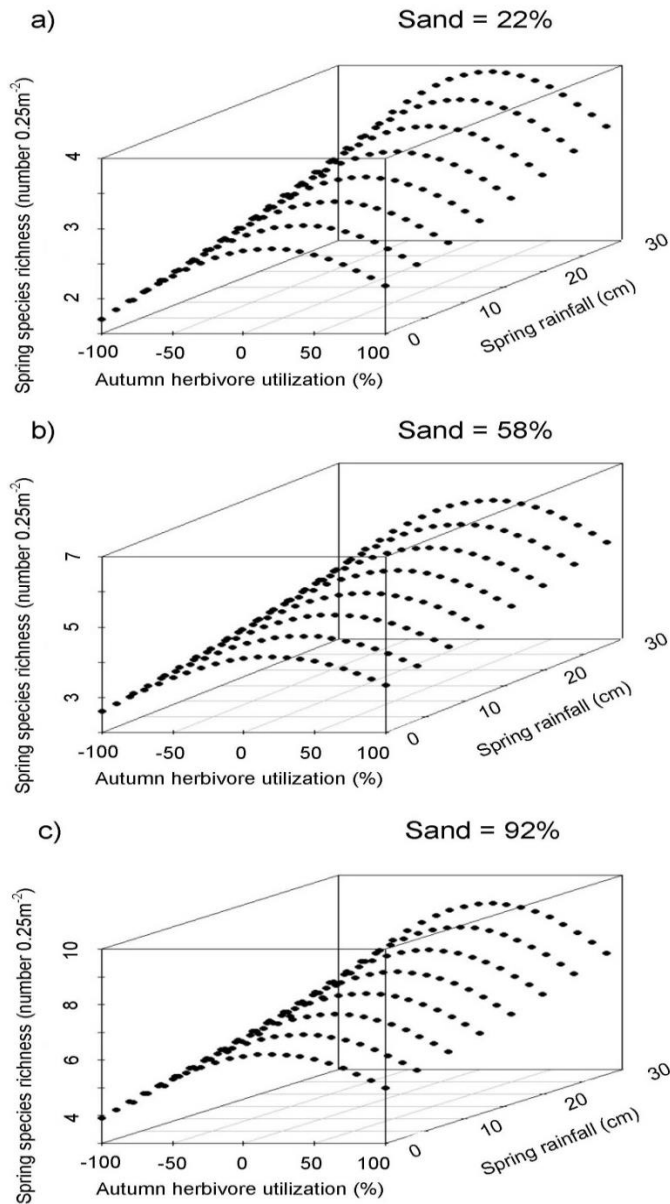 a)
Sand = 22%
Spring species richness (number 0.25m-2)
4
3
2
-100 -50 0 50 100
Autumn herbivore utilization (%)
0 10 20 30
Spring rainfall (cm)
b)
Sand = 58%
Spring species richness (number 0.25m-2)
7
5
3
-100 -50 0 50 100
Autumn herbivore utilization (%)
0 10 20 30
Spring rainfall (cm)
c)
Sand = 92%
Spring species richness (number 0.25m-2)
10
8
6
4
-100 -50 0 50 100
Autumn herbivore utilization (%)
0 10 20 30
Spring rainfall (cm)